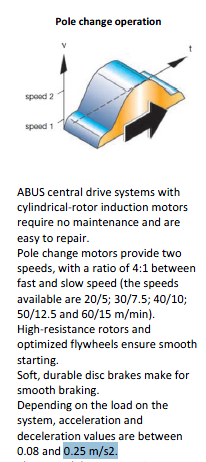 Pole change operation
v
t
speed 2
speed 1
ABUS central drive systems with
cylindrical-rotor induction motors
require no maintenance and are
easy to repair.
Pole change motors provide two
speeds, with a ratio of 4:1 between
fast and slow speed (the speeds
available are 20/5; 30/7.5; 40/10;
50/12.5 and 60/15 m/min).
High-resistance rotors and
optimized flywheels ensure smooth
starting.
Soft, durable disc brakes make for
smooth braking.
Depending on the load on the
system, acceleration and
deceleration values are between
0.08 and 0.25 m/s2.